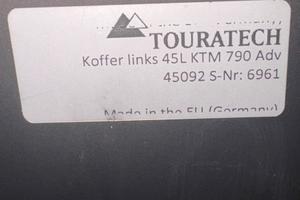 TOURATECH
Koffer links 45L KTM 790 Adv
45092 S-Nr: 6961
Made in the EU (Germany)